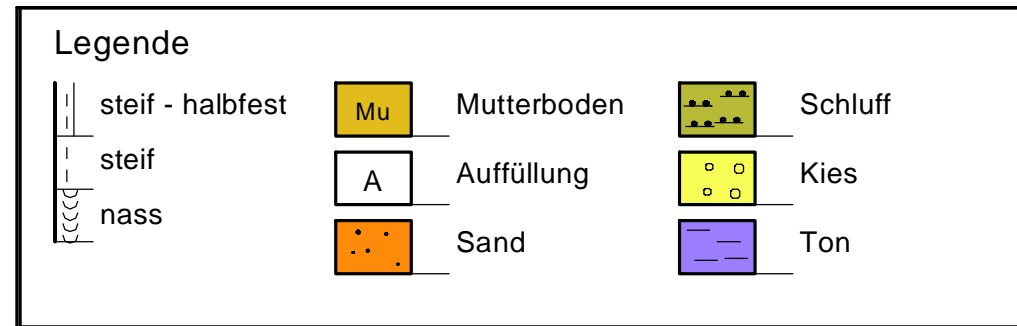 Legende
steif - halbfest
steif
nass
Mu Mutterboden
A Auffüllung
Sand
Schluff
Kies
Ton